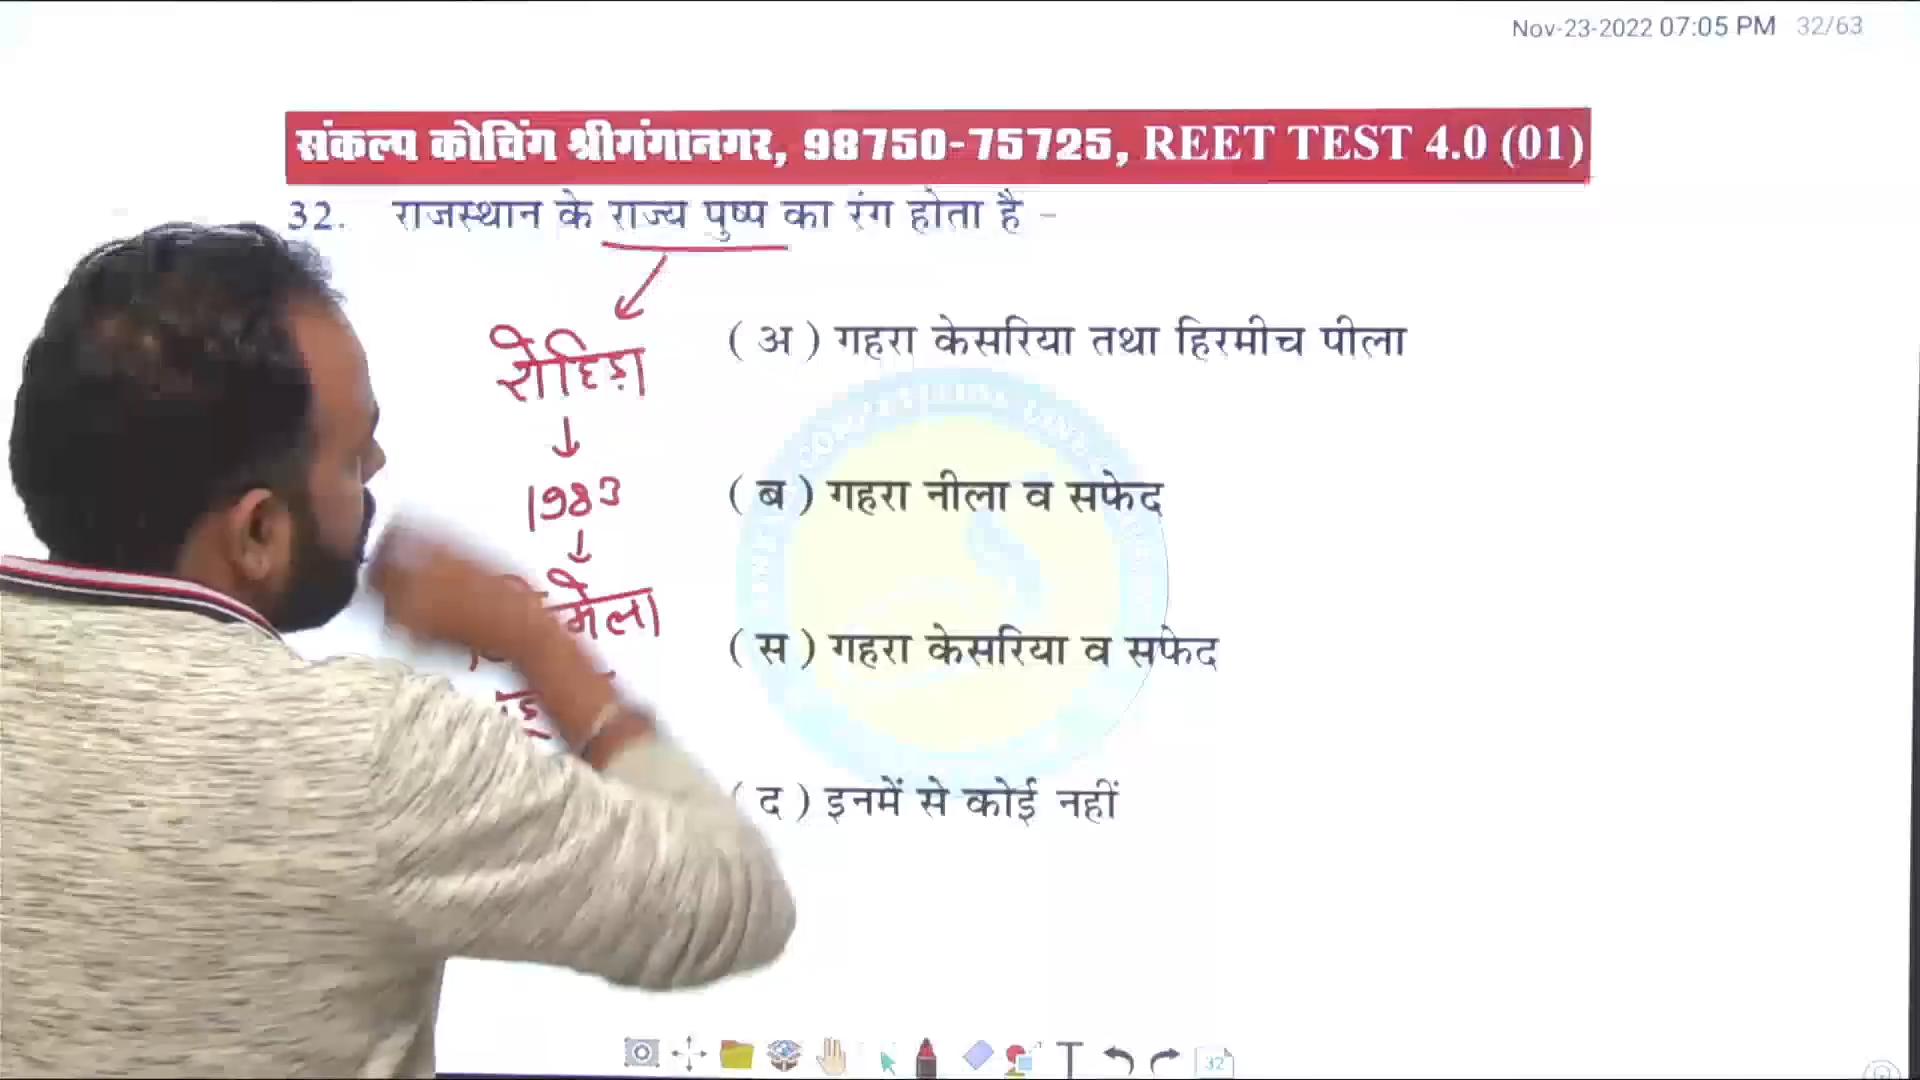 Nov-23-2022 07:05 PM 32/63
संकल्प कोचिंग श्रीगंगानगर, 98750-75725, REET TEST 4.0 (01)
32. राजस्थान के राज्य पुष्प का रंग होता है –
रोहिड़ा
1983
मेला
( अ ) गहरा केसरिया तथा हिरमीच पीला
( ब ) गहरा नीला व सफेद
( स ) गहरा केसरिया व सफेद
( द ) इनमें से कोई नहीं
32